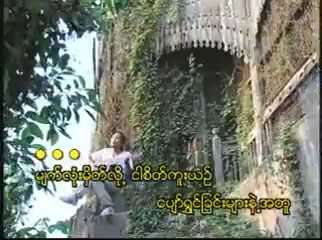 မျက်လုံးမှိတ်လို့ ငါစိတ်ကူးယဉ်
ပျော်ရွှင်ခြင်းများနဲ့အတူ